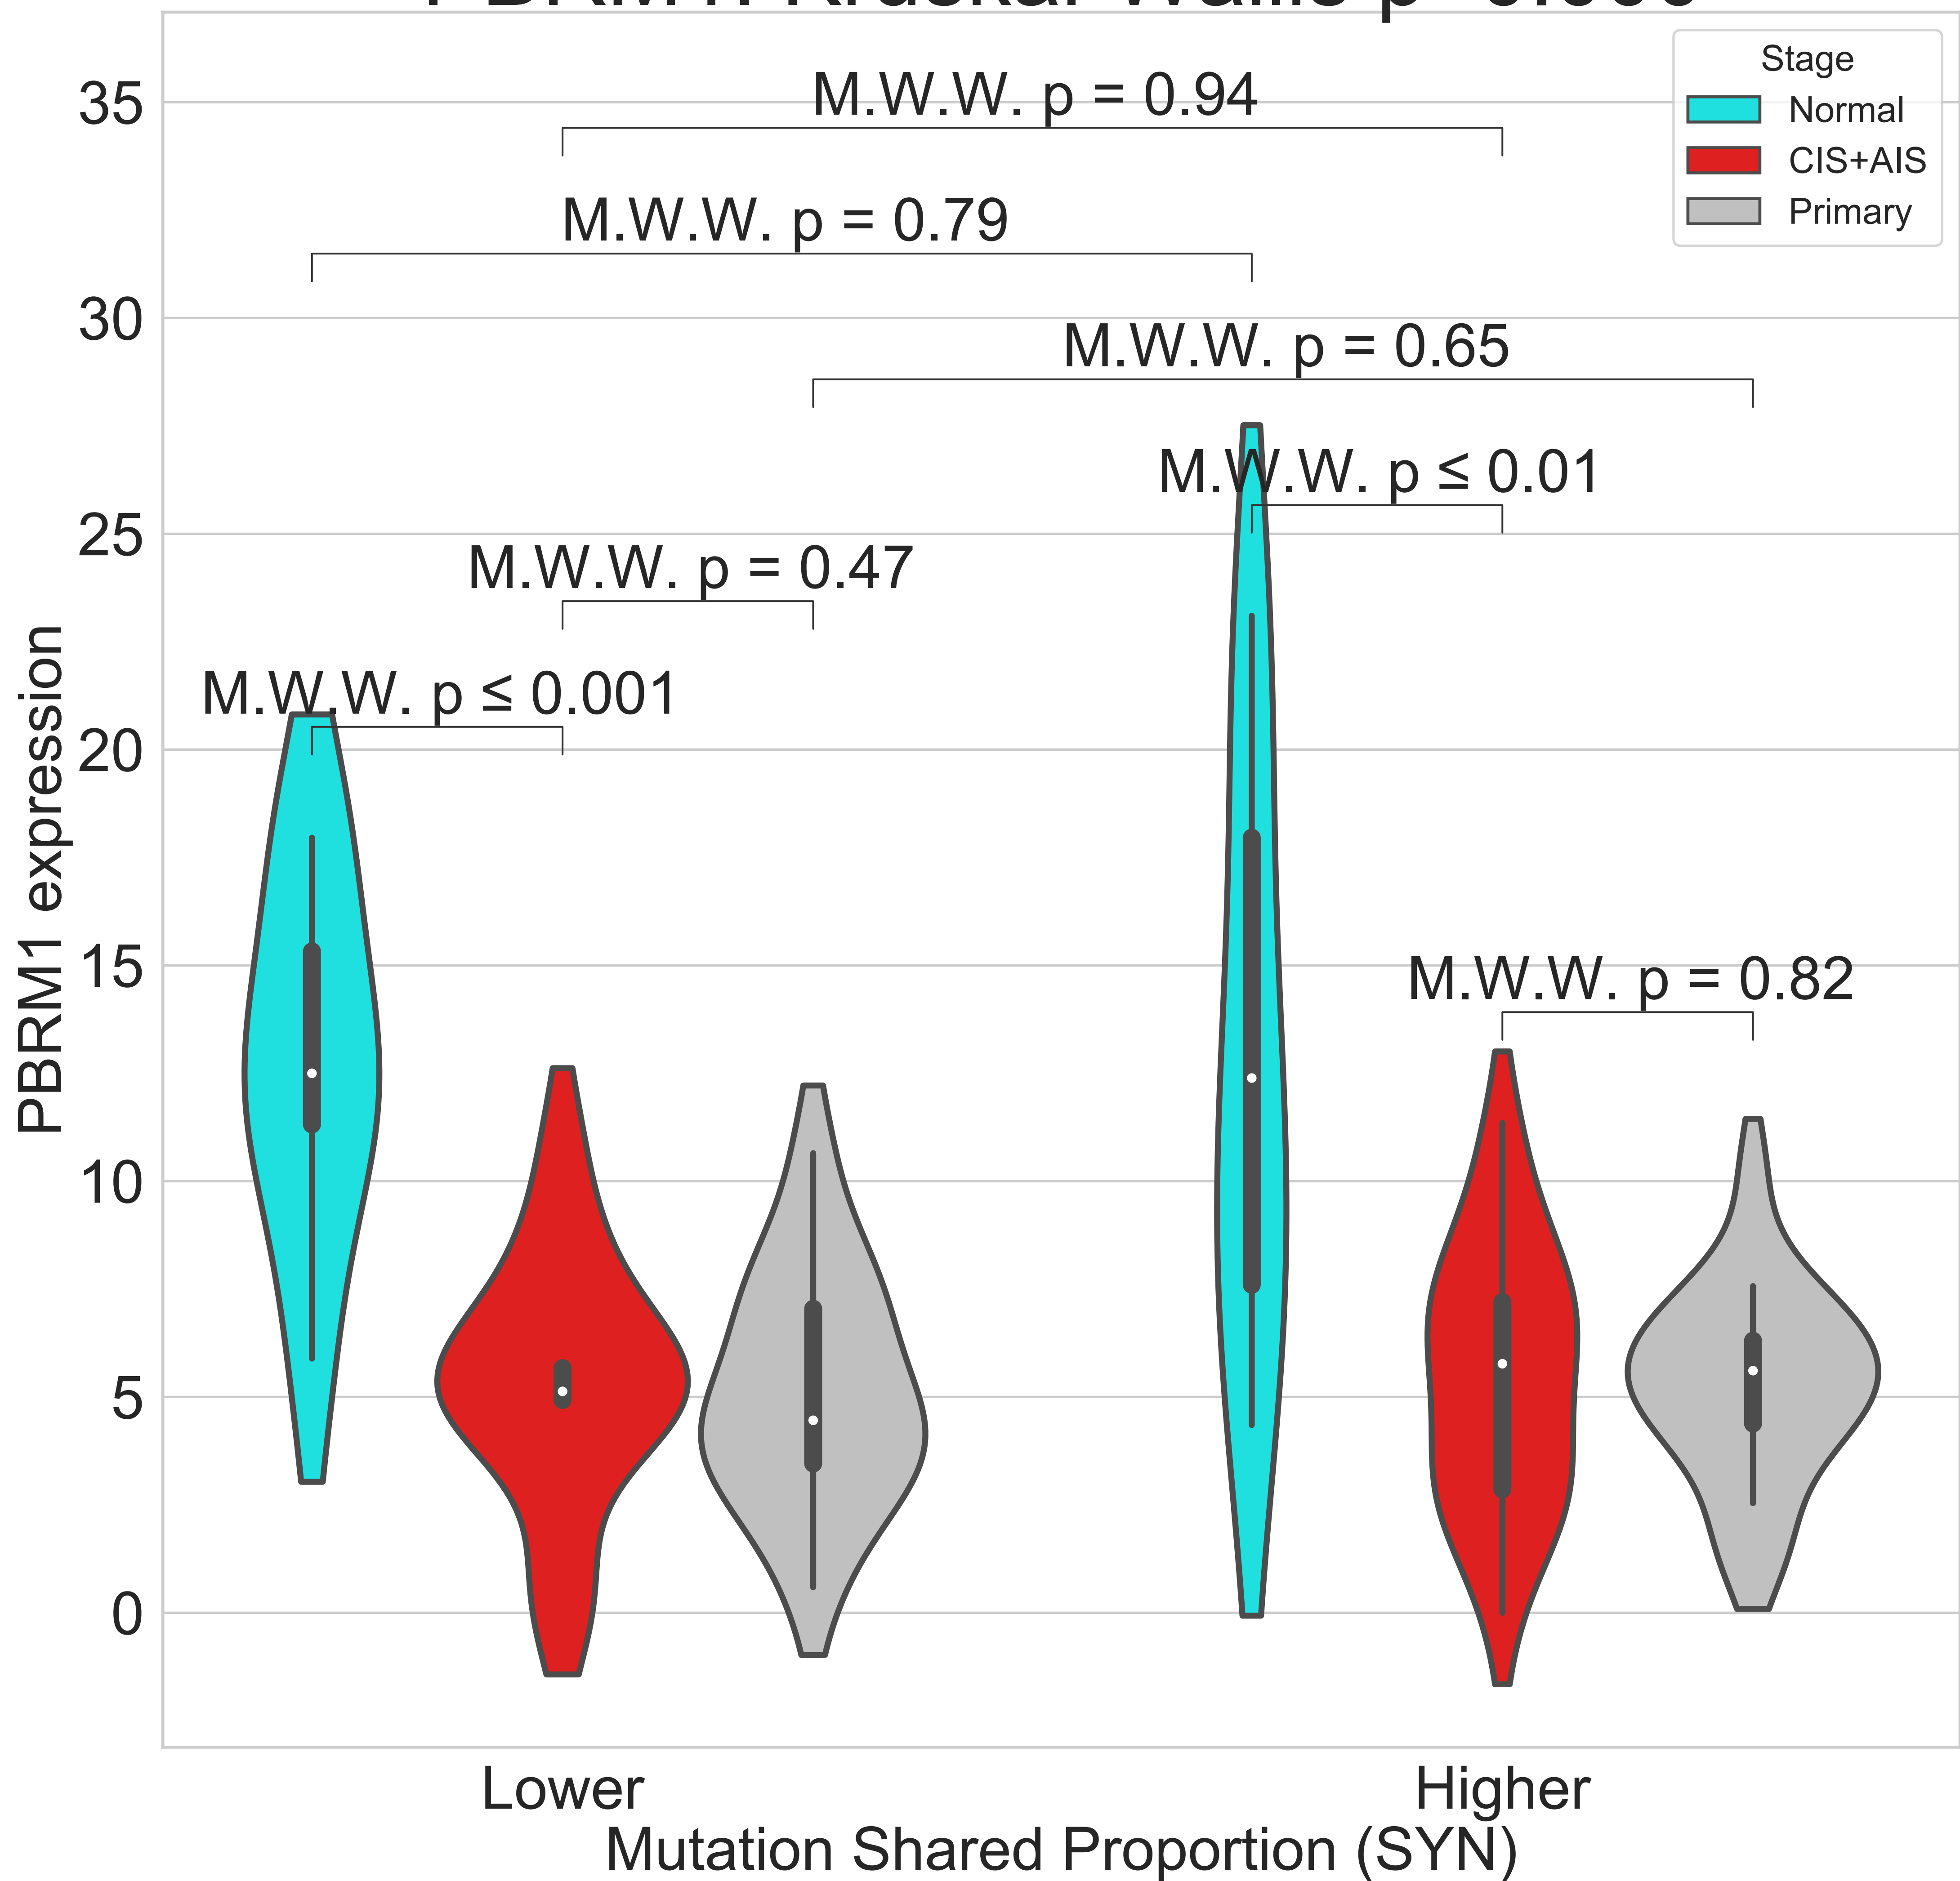 Stage
Normal
CIS+AIS
Primary
M.W.W. p = 0.94
M.W.W. p = 0.79
M.W.W. p = 0.65
M.W.W. p ≤ 0.01
M.W.W. p = 0.47
M.W.W. p ≤ 0.001
M.W.W. p = 0.82
35
30
25
20
15
10
5
0
PBRM1 expression
Lower
Higher
Mutation Shared Proportion (SYN)